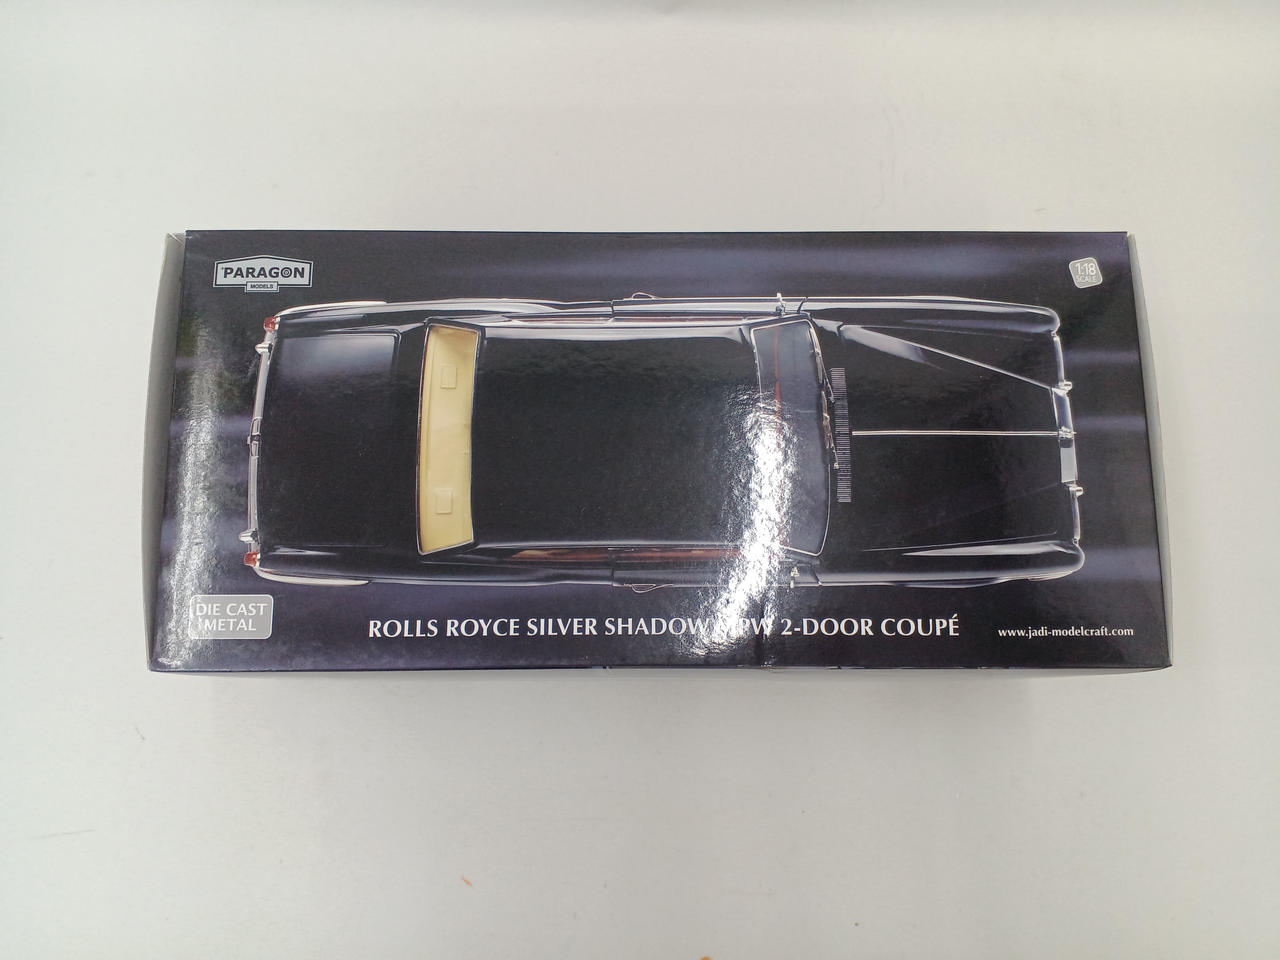 PARAGON
MODELS
1:18
SCALE
DIE CAST
METAL
ROLLS ROYCE SILVER SHADOW MPW 2-DOOR COUPÉ
www.jadi-modelcraft.com